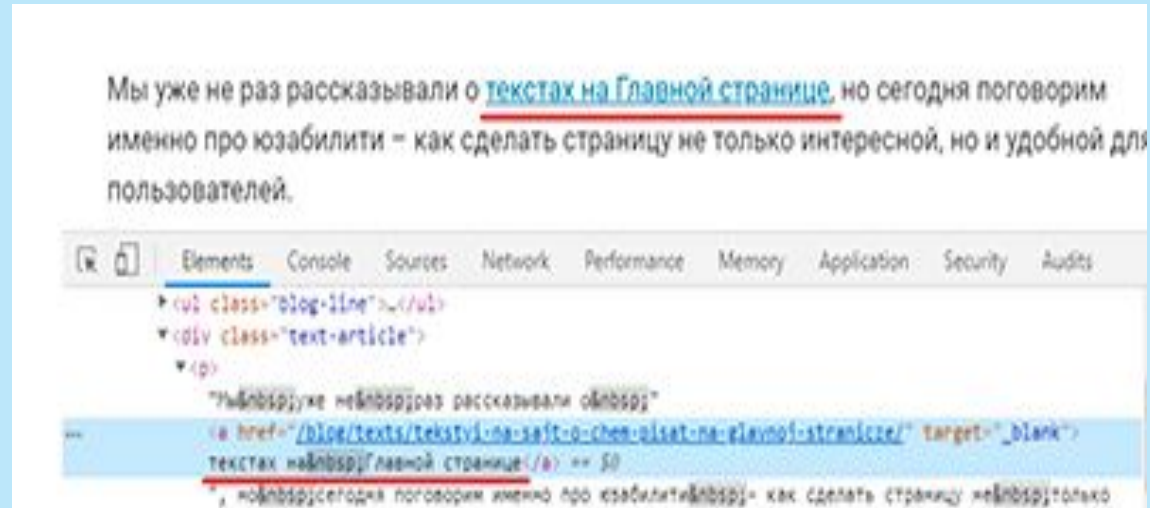 Мы уже не раз рассказывали о текстах на Главной странице, но сегодня поговорим
именно про юзабилити – как сделать страницу не только интересной, но и удобной для
пользователей.
Elements Console Sources Network Performance Memory Application Security Audits
<ul class="blog-line">…</ul>
<div class="text-article">
<p>
"Мы&nbsp;уже не&nbsp;раз рассказывали о&nbsp;"
<a href="/blog/texts/tekstyi-na-sajt-o-chem-pisat-na-glavnoj-stranicze/" target="_blank">
текстах на&nbsp;Главной странице</a> == $0
", но&nbsp;сегодня поговорим именно про юзабилити&nbsp;– как сделать страницу не&nbsp;только